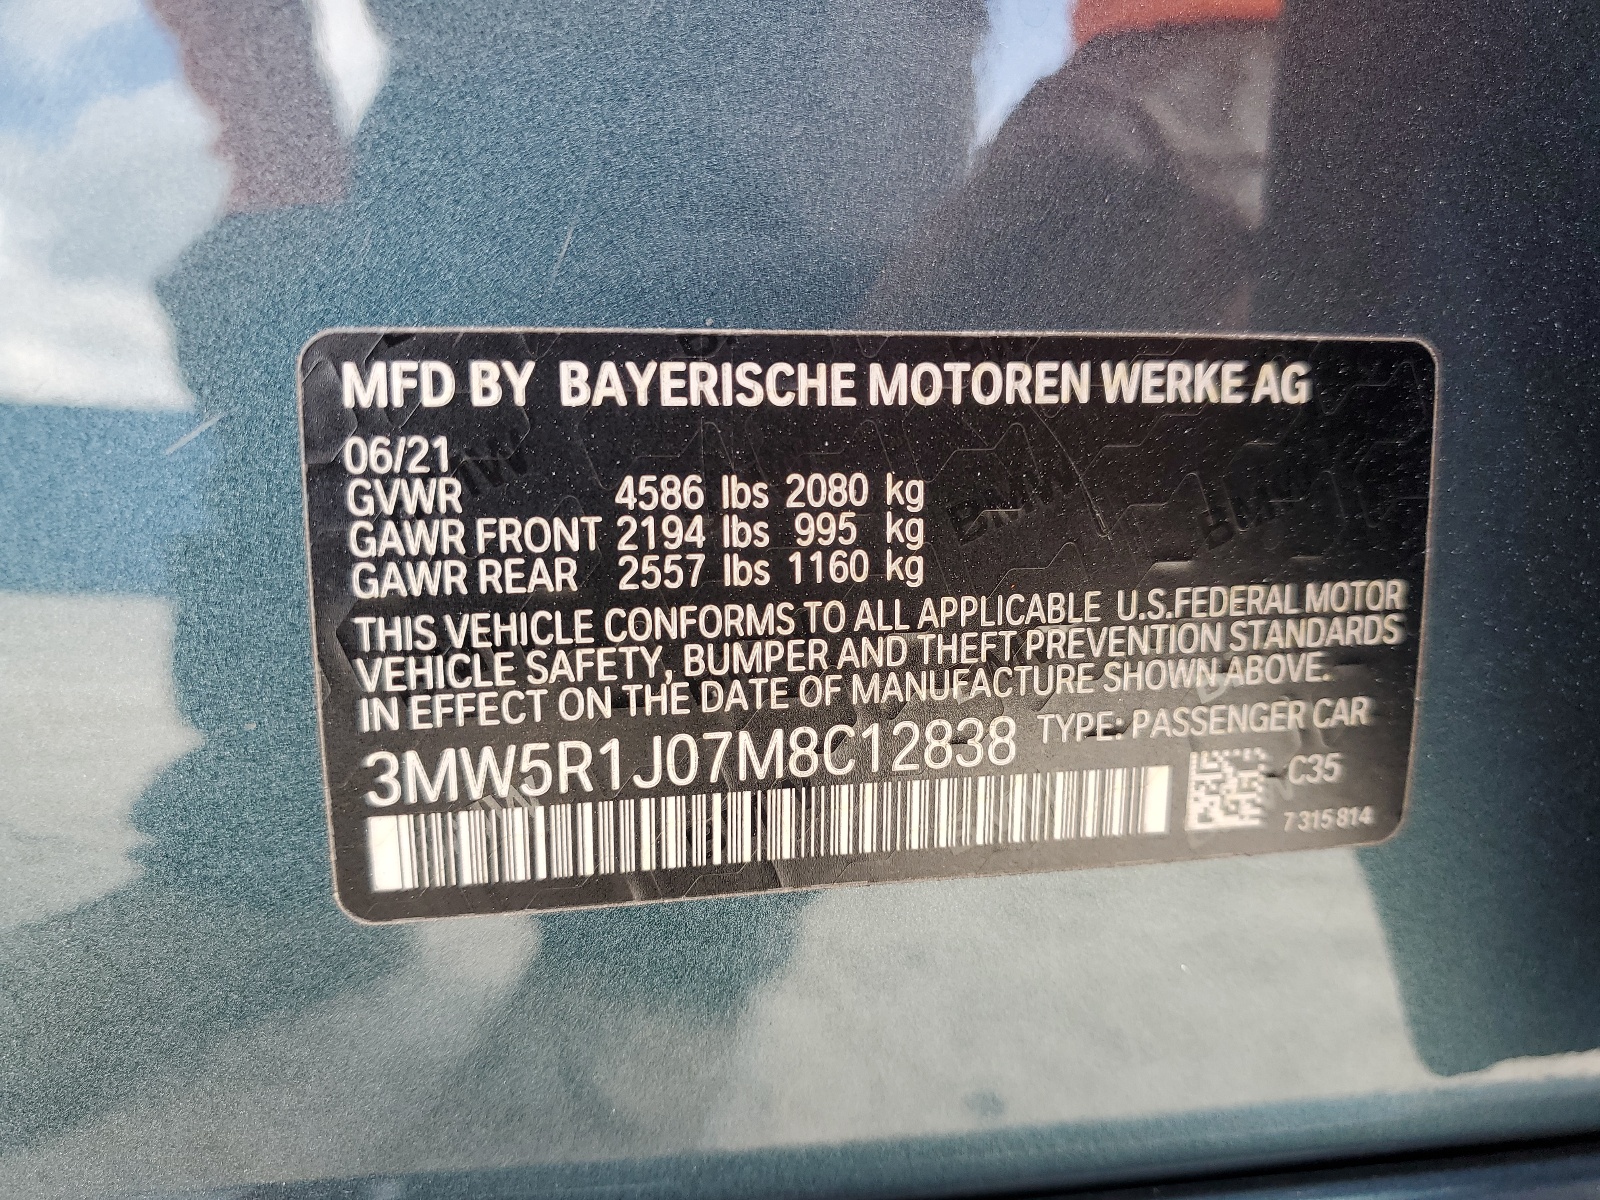 MFD BY BAYERISCHE MOTOREN WERKE AG
06/21
GVWR 4586 lbs 2080 kg
GAWR FRONT 2194 lbs 995 kg
GAWR REAR 2557 lbs 1160 kg
THIS VEHICLE CONFORMS TO ALL APPLICABLE U.S.FEDERAL MOTOR
VEHICLE SAFETY, BUMPER AND THEFT PREVENTION STANDARDS
IN EFFECT ON THE DATE OF MANUFACTURE SHOWN ABOVE.
3MW5R1J07M8C12838 TYPE: PASSENGER CAR
C35
7 315 814